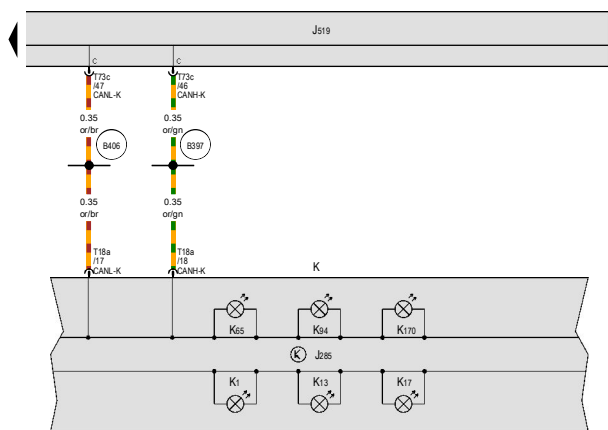 J519
C
C
T73c
/47
CANL-K
T73c
/46
CANH-K
0.35
or/br
0.35
or/gn
B406
B397
0.35
or/br
0.35
or/gn
T18a
/17
CANL-K
T18a
/18
CANH-K
K
K65
K94
K170
K
J285
K1
K13
K17